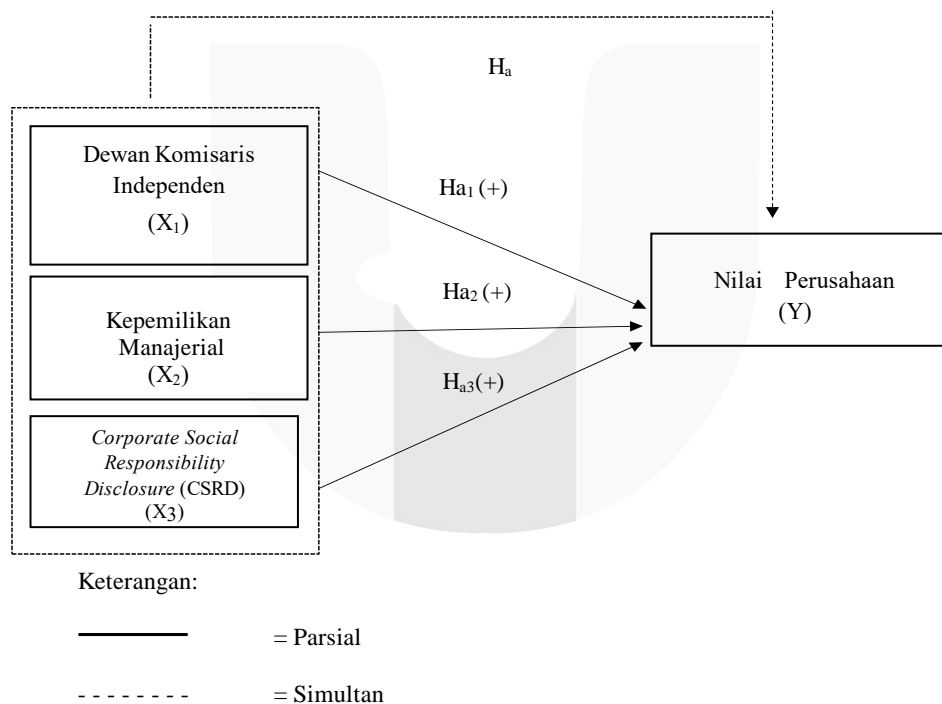 Hₐ
Dewan Komisaris
Independen
(X₁)
Ha₁ (+)
Kepemilikan
Manajerial
(X₂)
Ha₂ (+)
Corporate Social
Responsibility
Disclosure (CSRD)
(X3)
Hₐ₃(+)
Nilai Perusahaan
(Y)
Keterangan:
= Parsial
= Simultan